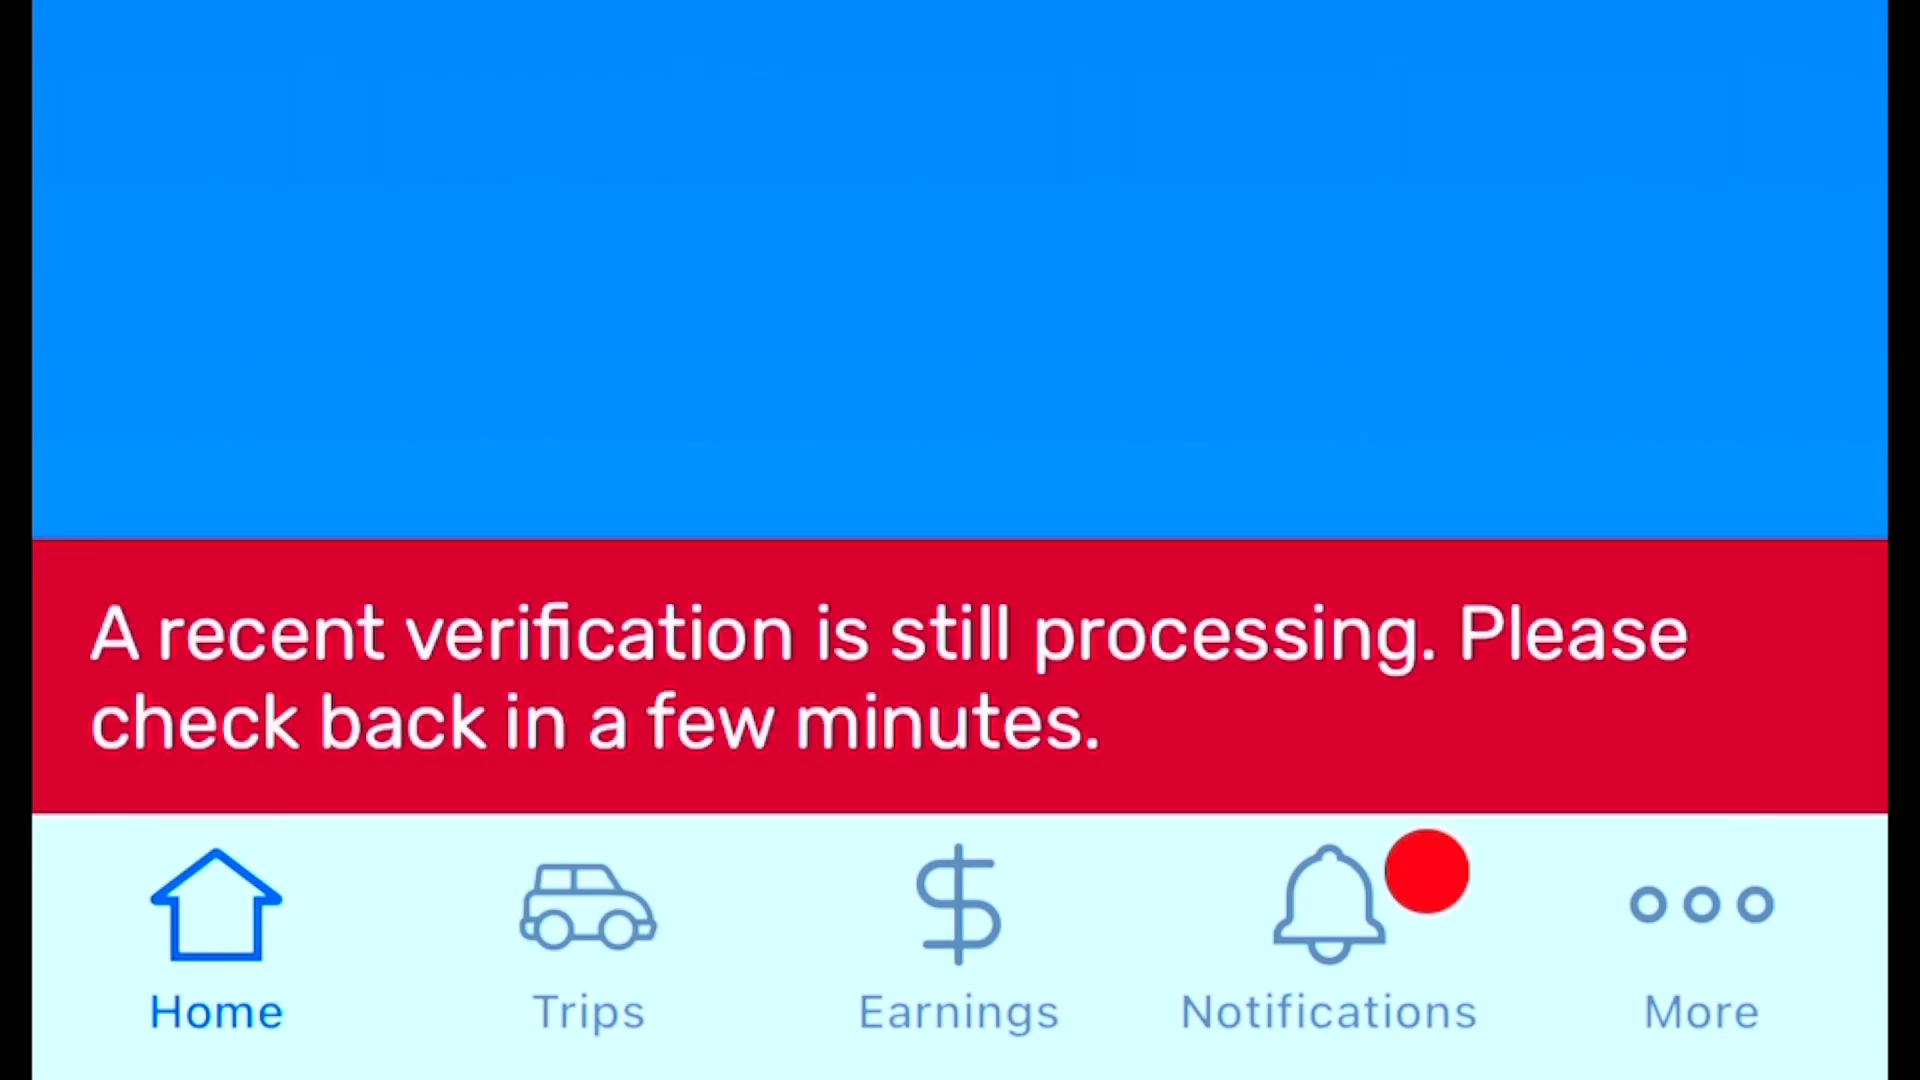 A recent verification is still processing. Please
check back in a few minutes.
Home Trips Earnings Notifications More